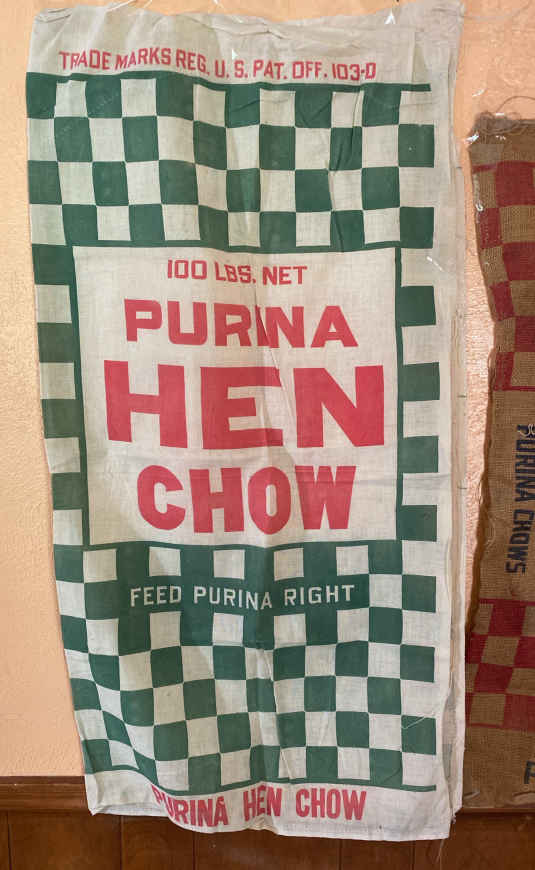 TRADE MARKS REG. U. S. PAT. OFF. 103-D
100 LBS. NET
PURINA
HEN
CHOW
FEED PURINA RIGHT
PURINA HEN CHOW
PURINA CHOWS